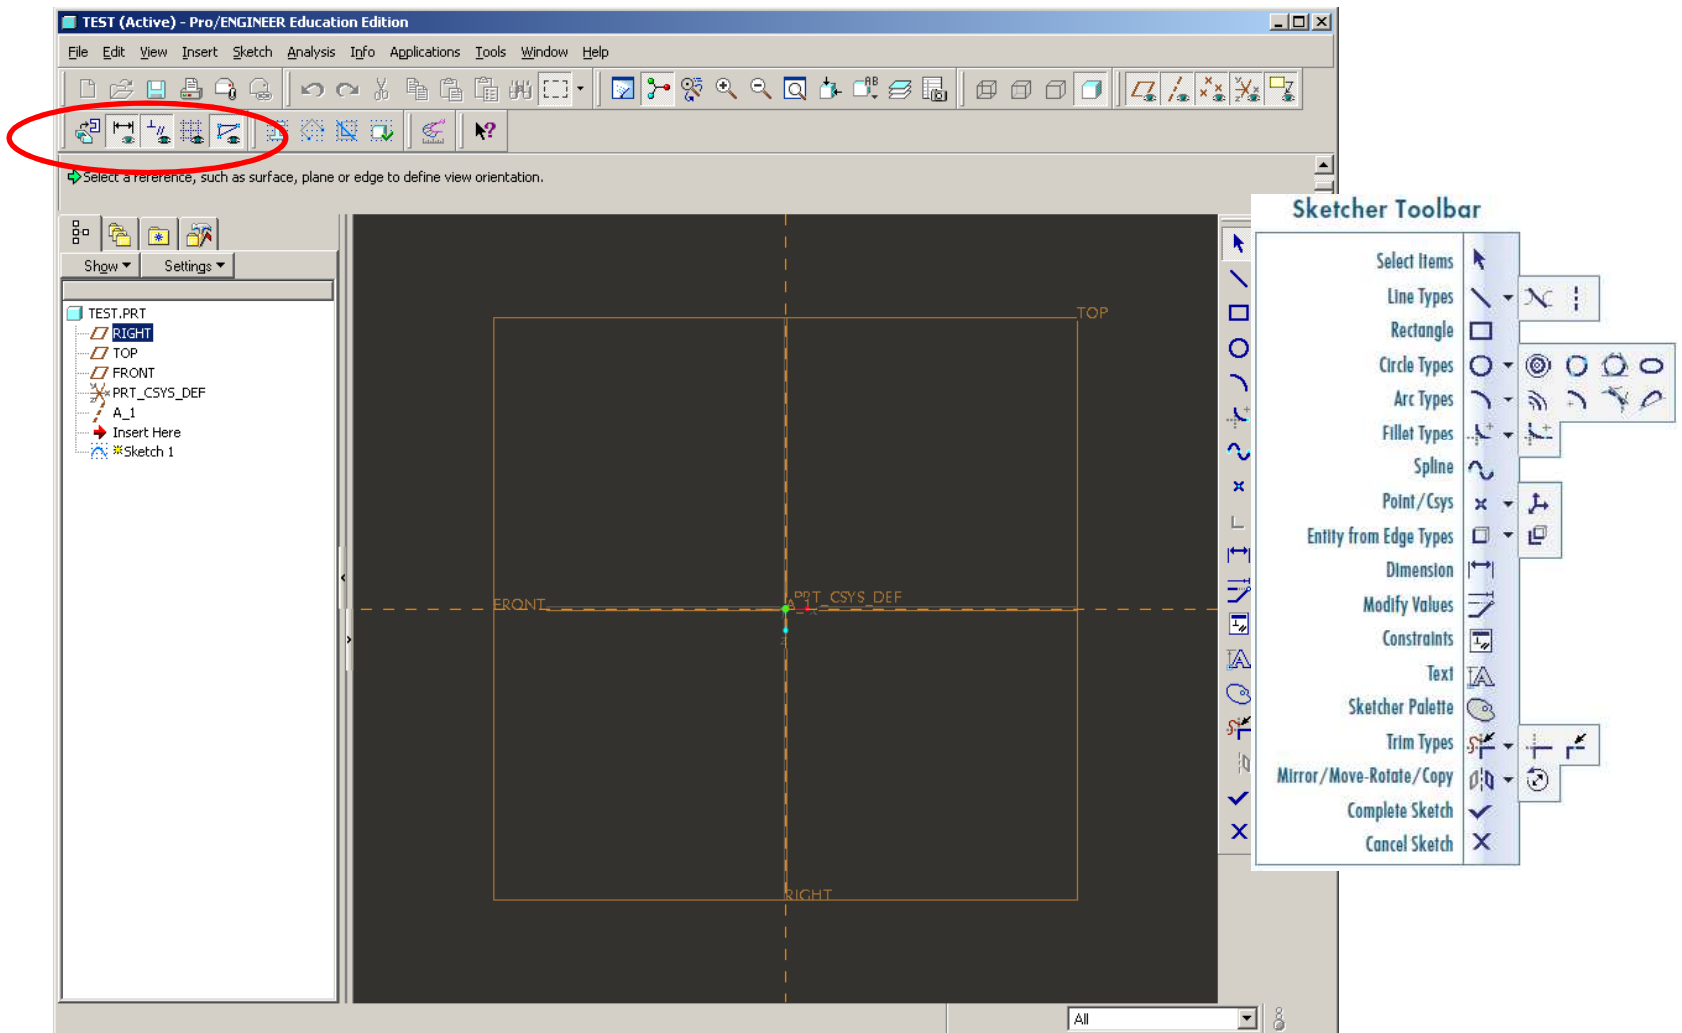 TEST (Active) - Pro/ENGINEER Education Edition
File Edit View Insert Sketch Analysis Info Applications Tools Window Help
Select a reference, such as surface, plane or edge to define view orientation.
Show Settings
TEST.PRT
RIGHT
TOP
FRONT
PRT_CSYS_DEF
A_1
Insert Here
Sketch 1
TOP
FRONT
PRT_CSYS_DEF
A_1
RIGHT
All
Sketcher Toolbar
Select Items
Line Types
Rectangle
Circle Types
Arc Types
Fillet Types
Spline
Point/Csys
Entity from Edge Types
Dimension
Modify Values
Constraints
Text
Sketcher Palette
Trim Types
Mirror/Move-Rotate/Copy
Complete Sketch
Cancel Sketch